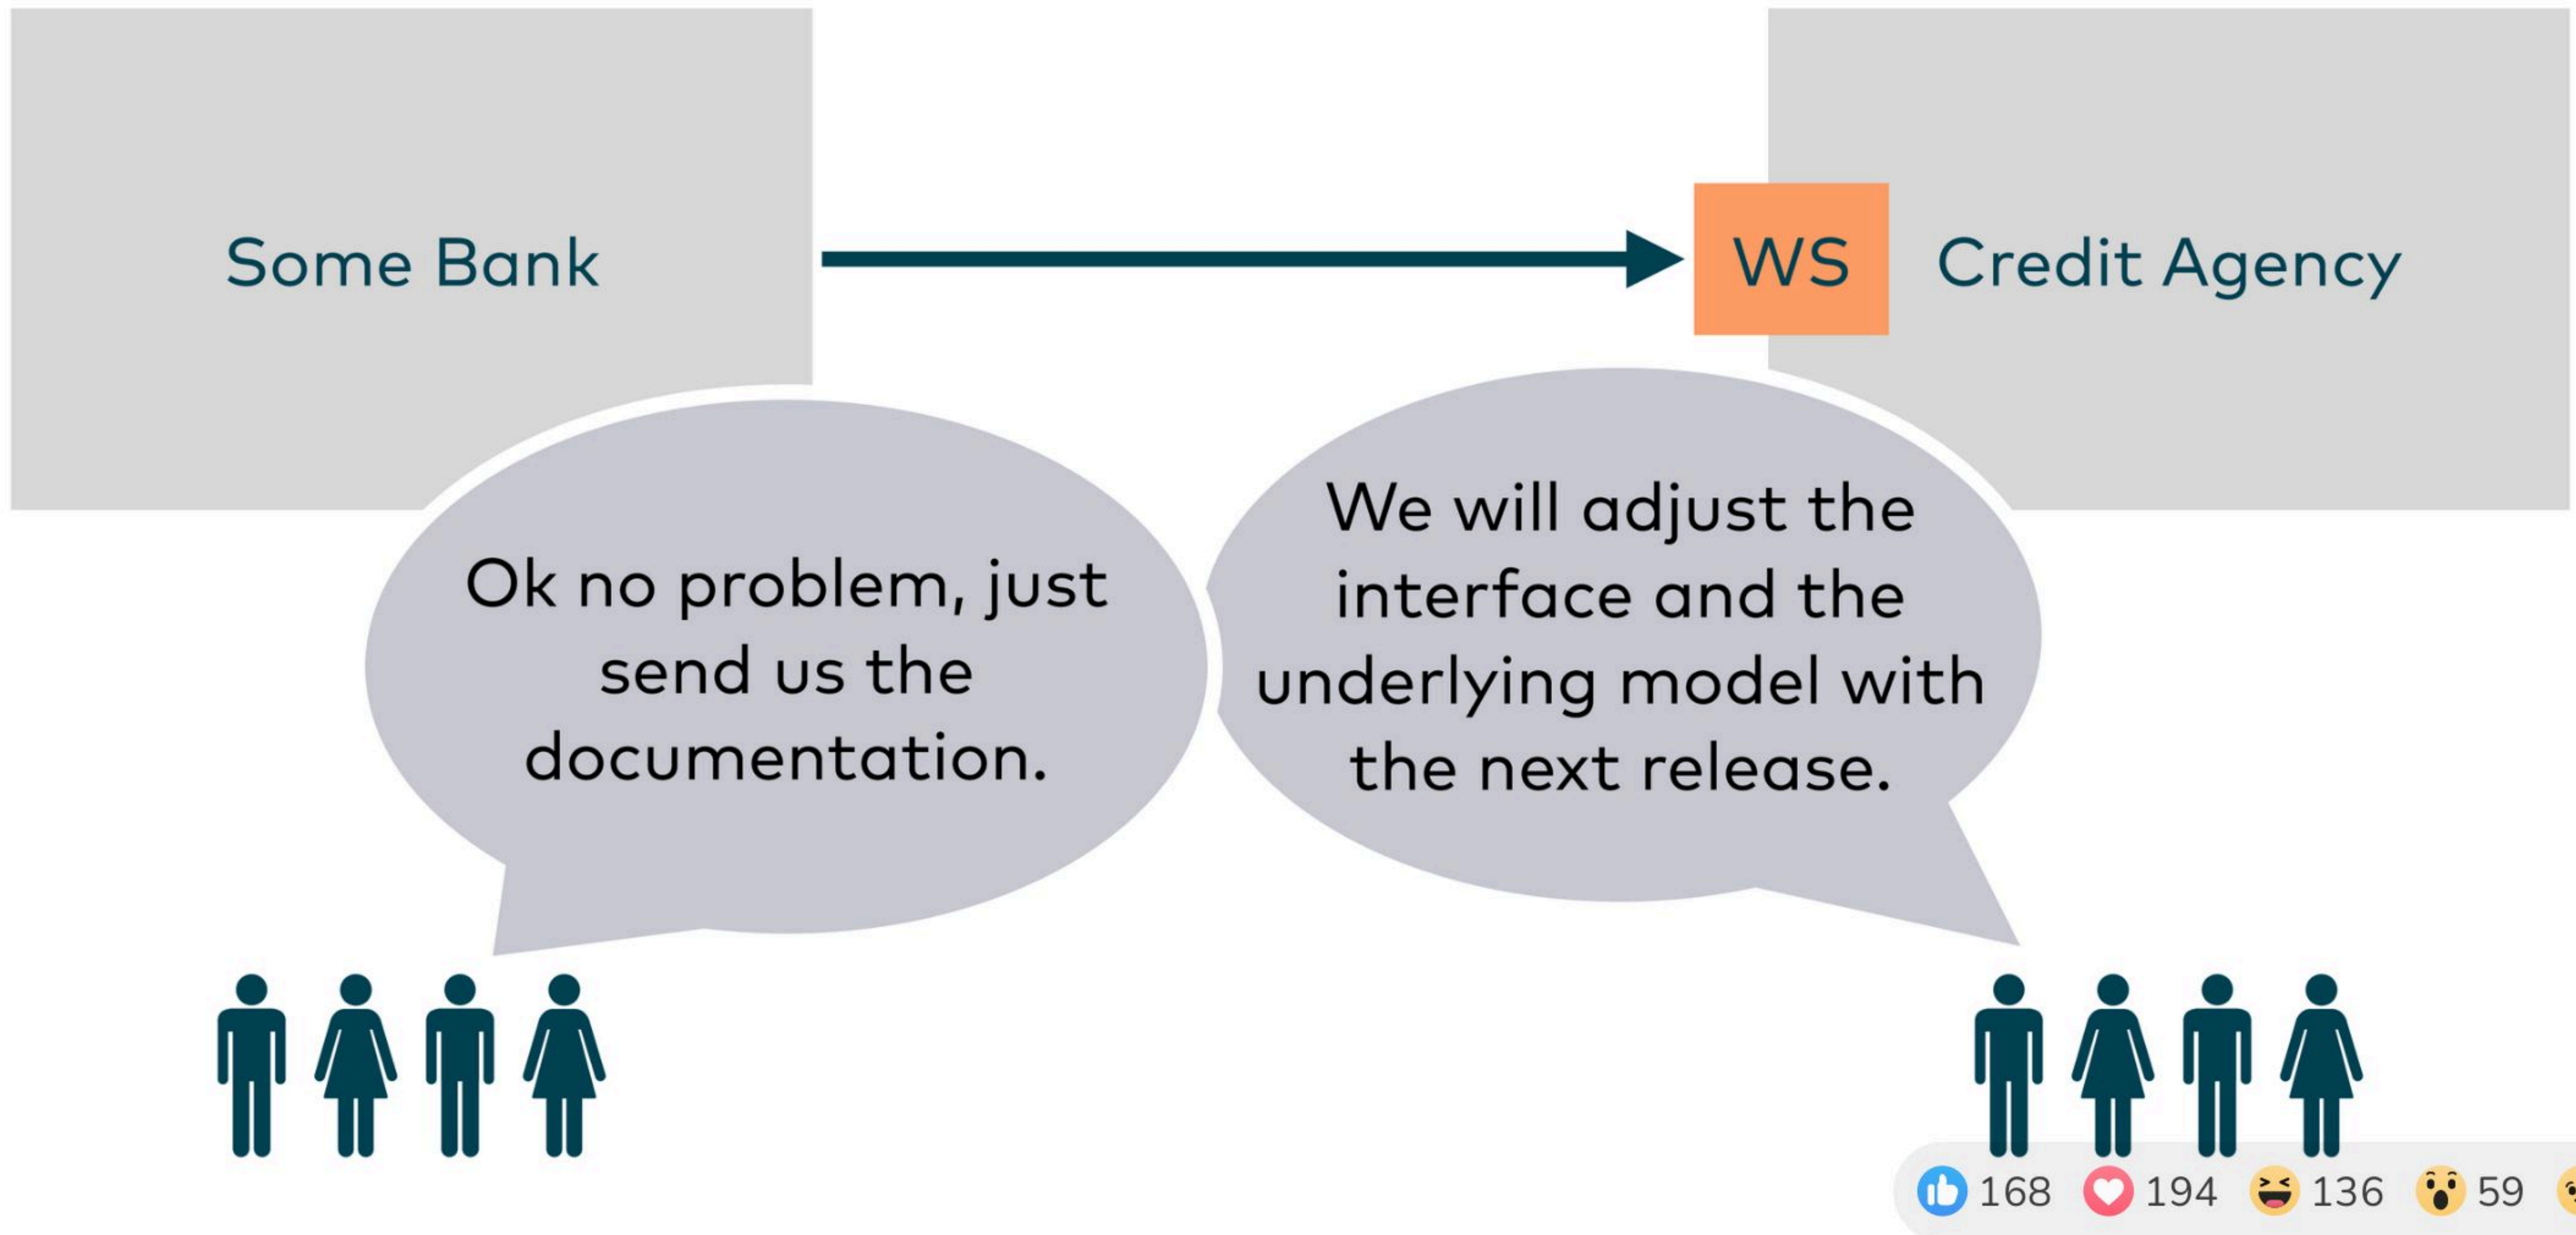 Some Bank
WS
Credit Agency
Ok no problem, just
send us the
documentation.
We will adjust the
interface and the
underlying model with
the next release.
168
194
136
59